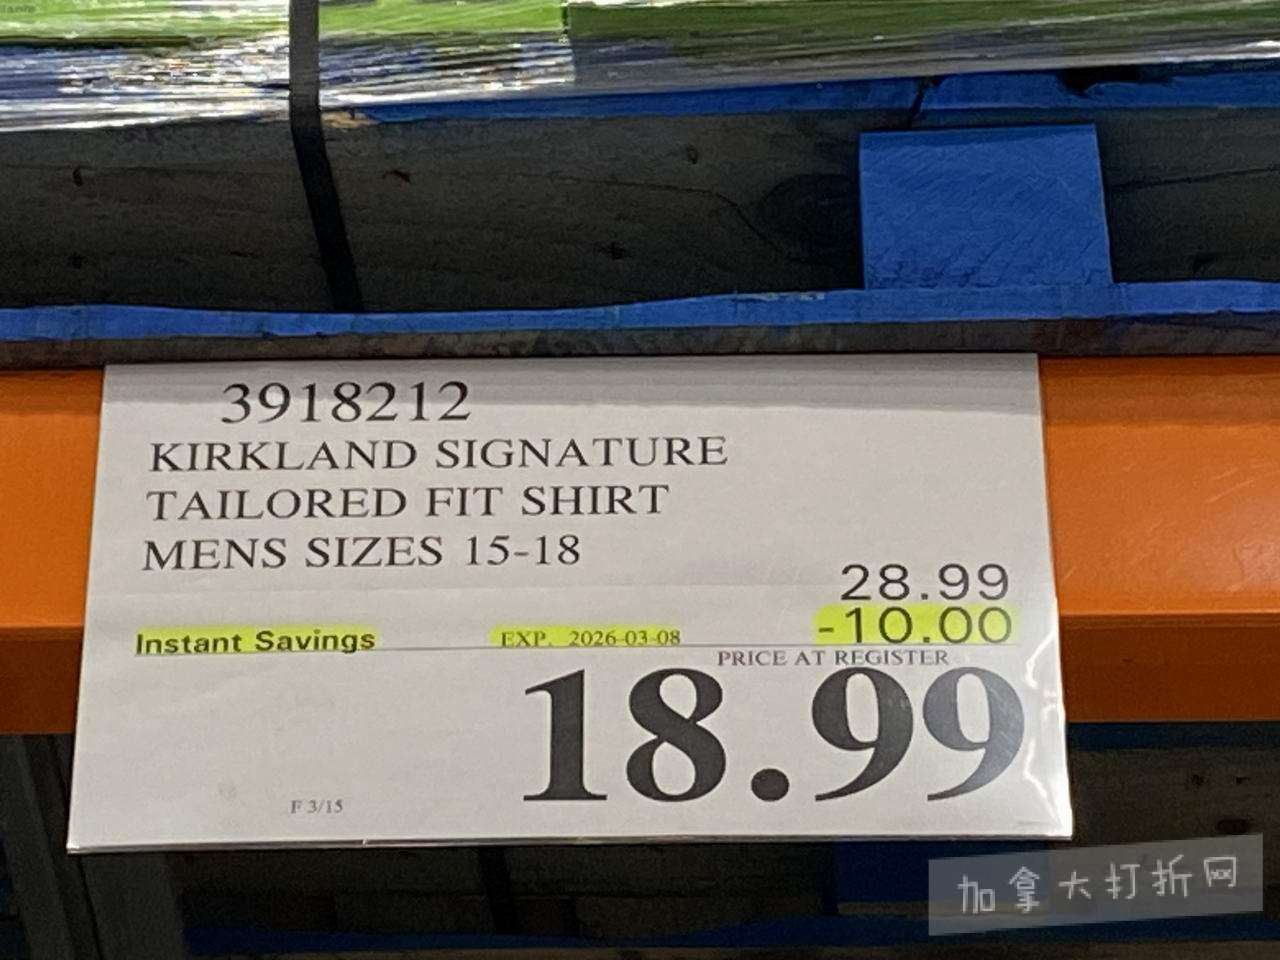 3918212
KIRKLAND SIGNATURE
TAILORED FIT SHIRT
MENS SIZES 15-18
28.99
Instant Savings EXP. 2026-03-08 -10.00
PRICE AT REGISTER
18.99
F 3/15
加拿大打折网